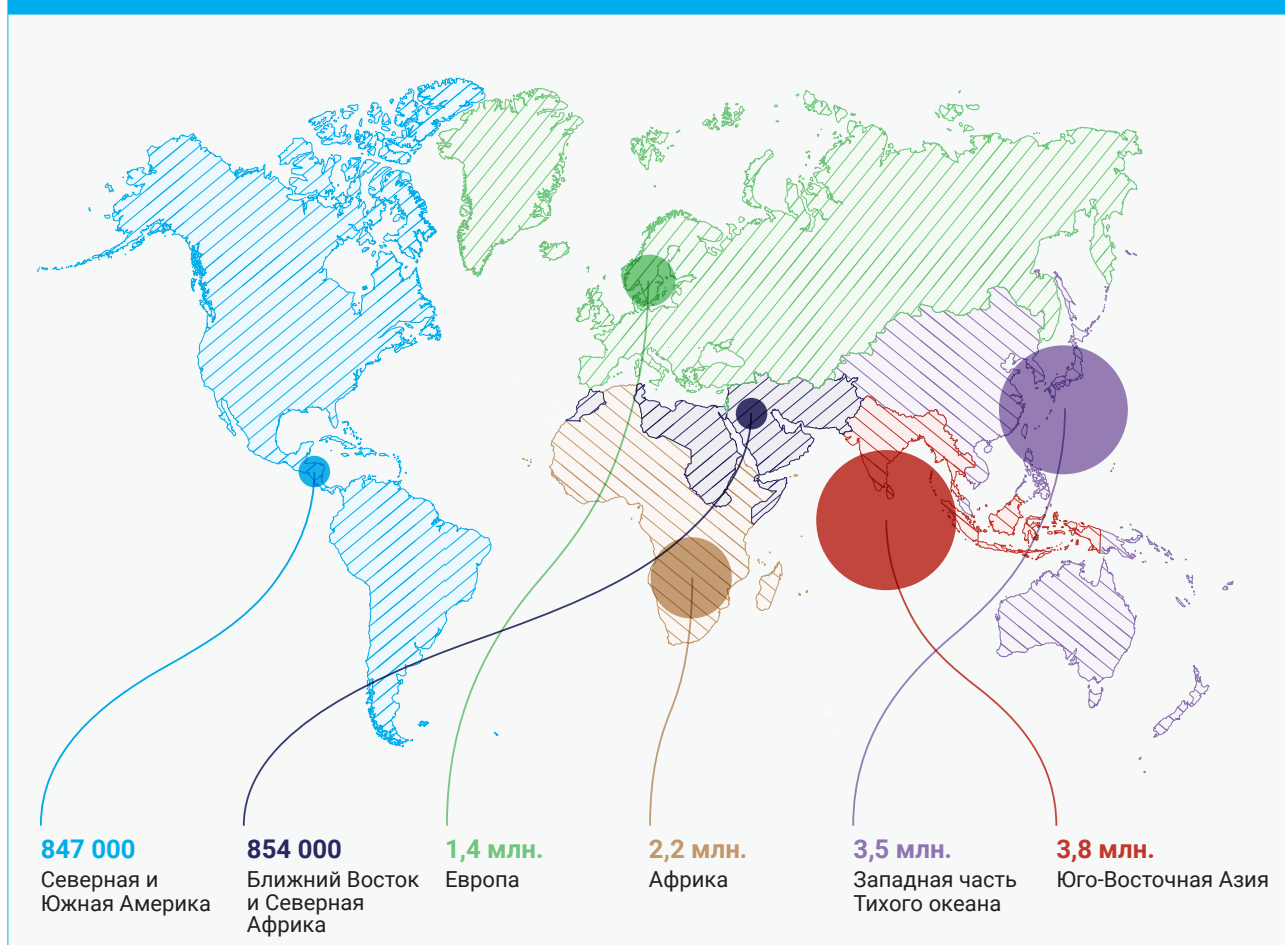 847 000
Северная и
Южная Америка
854 000
Ближний Восток
и Северная
Африка
1,4 млн.
Европа
2,2 млн.
Африка
3,5 млн.
Западная часть
Тихого океана
3,8 млн.
Юго-Восточная Азия